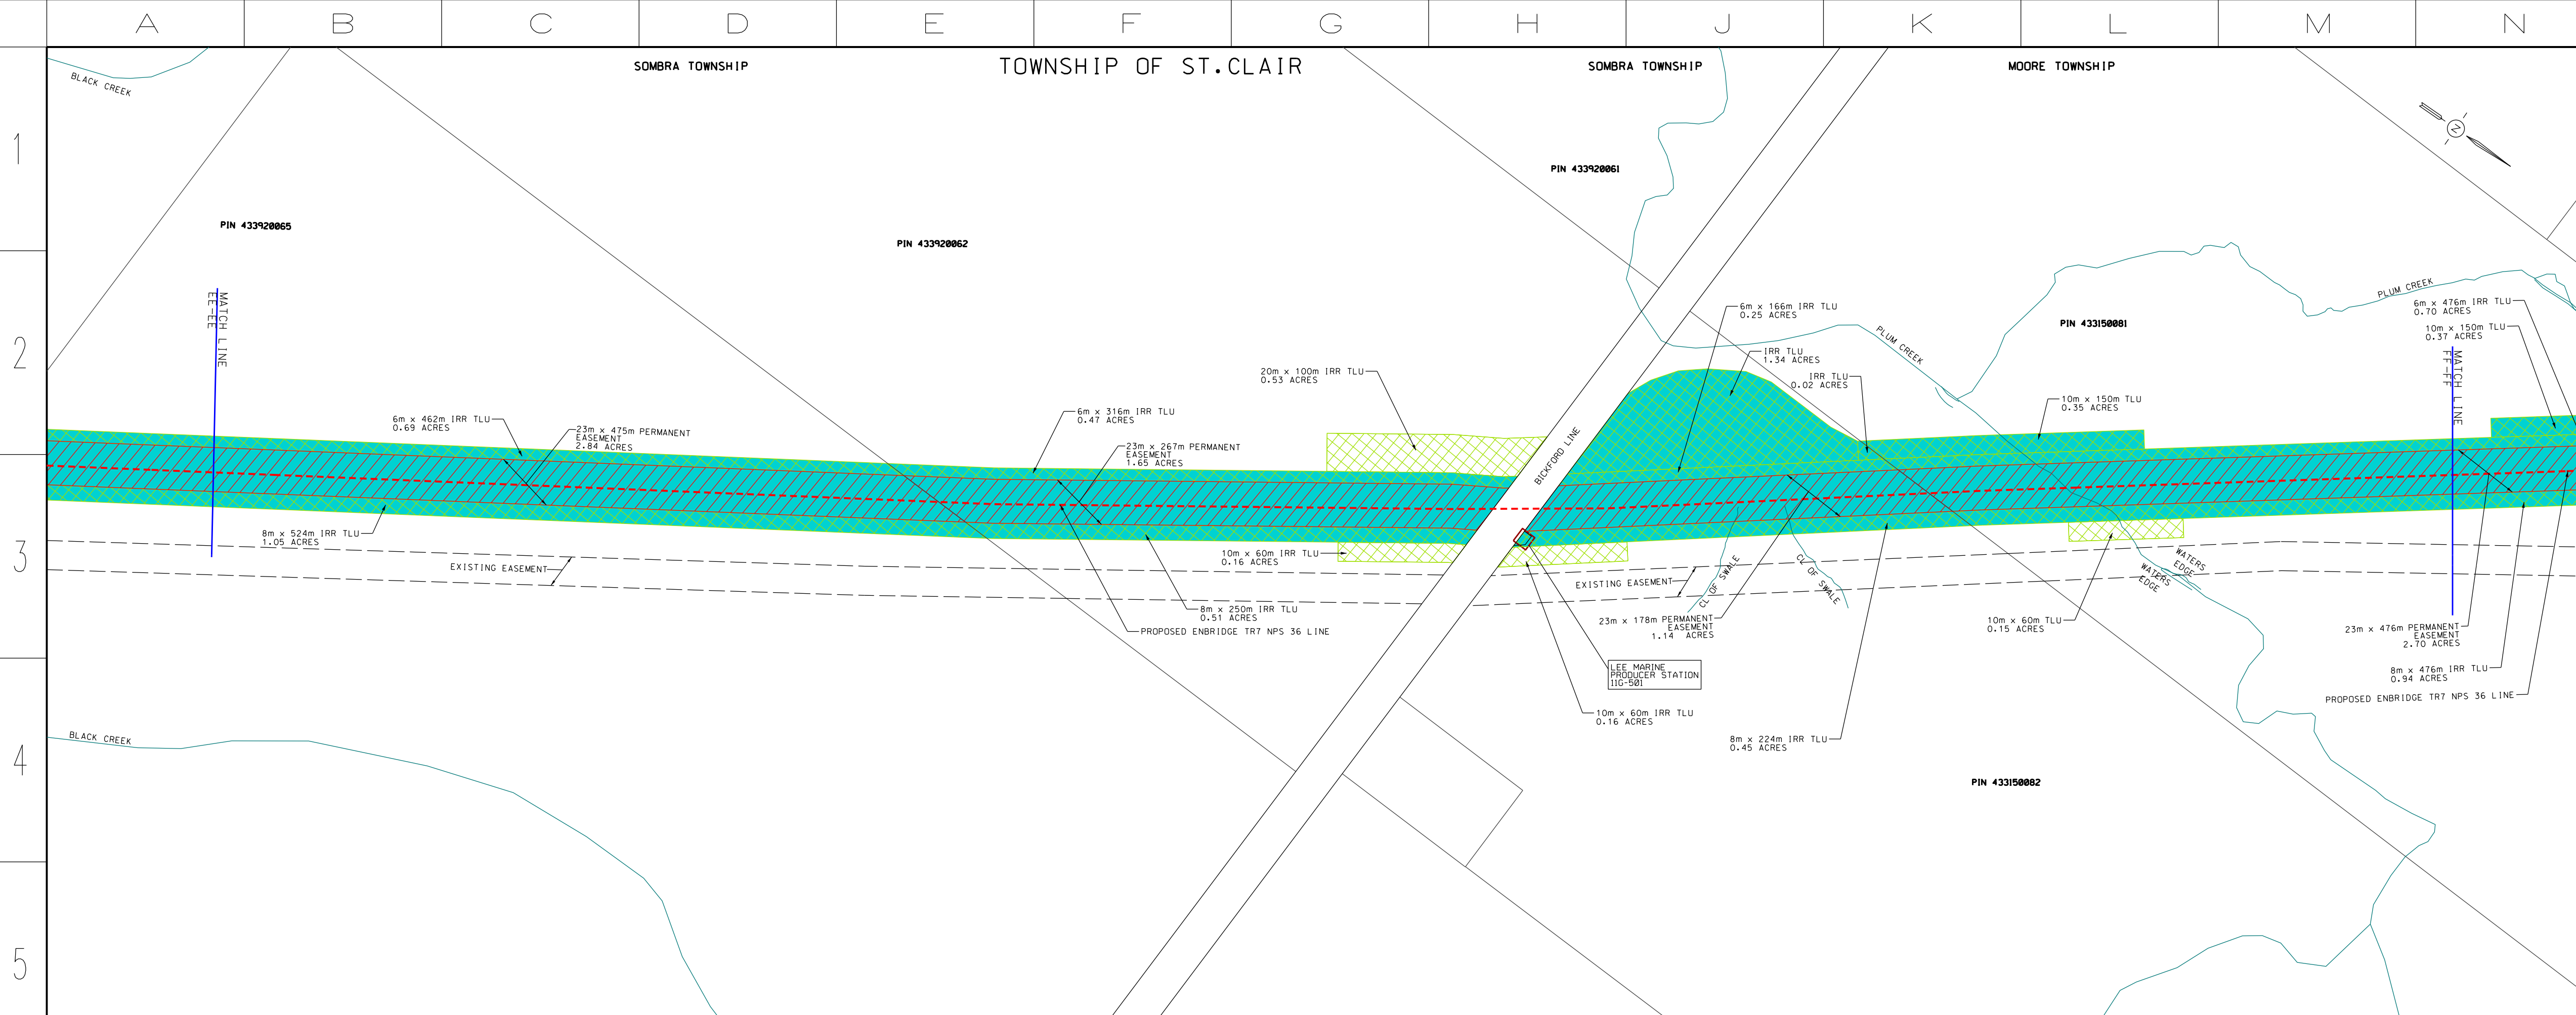 A B C D E F G H J K L M N
SOMBRA TOWNSHIP
TOWNSHIP OF ST.CLAIR
SOMBRA TOWNSHIP
MOORE TOWNSHIP
BLACK CREEK
1
N
PIN 433920061
PIN 433920065
PIN 433920062
MATCH LINE
EE-EE
2
PLUM CREEK
6m x 476m IRR TLU
0.70 ACRES
6m x 166m IRR TLU
0.25 ACRES
PIN 433150081
10m x 150m TLU
0.37 ACRES
PLUM CREEK
IRR TLU
1.34 ACRES
MATCH LINE
FF-FF
20m x 100m IRR TLU
0.53 ACRES
IRR TLU
0.02 ACRES
10m x 150m TLU
0.35 ACRES
6m x 462m IRR TLU
0.69 ACRES
6m x 316m IRR TLU
0.47 ACRES
23m x 475m PERMANENT
EASEMENT
2.84 ACRES
23m x 267m PERMANENT
EASEMENT
1.65 ACRES
BICKFORD LINE
3
8m x 524m IRR TLU
1.05 ACRES
10m x 60m IRR TLU
0.16 ACRES
EXISTING EASEMENT
EXISTING EASEMENT
CL OF SWALE
CL OF SWALE
WATERS
EDGE
WATERS
EDGE
8m x 250m IRR TLU
0.51 ACRES
PROPOSED ENBRIDGE TR7 NPS 36 LINE
23m x 178m PERMANENT
EASEMENT
1.14 ACRES
10m x 60m TLU
0.15 ACRES
23m x 476m PERMANENT
EASEMENT
2.70 ACRES
LEE MARINE
PRODUCER STATION
11G-501
8m x 476m IRR TLU
0.94 ACRES
PROPOSED ENBRIDGE TR7 NPS 36 LINE
10m x 60m IRR TLU
0.16 ACRES
BLACK CREEK
8m x 224m IRR TLU
0.45 ACRES
4
PIN 433150082
5